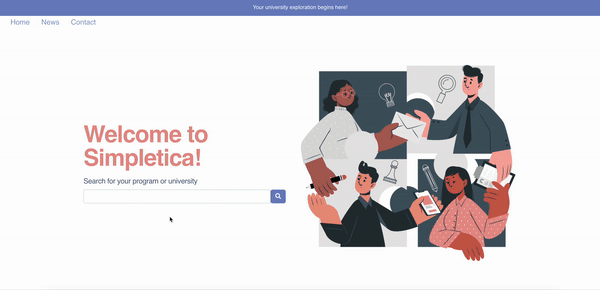 Your university exploration begins here!
Home News Contact
Welcome to
Simpletica!
Search for your program or university